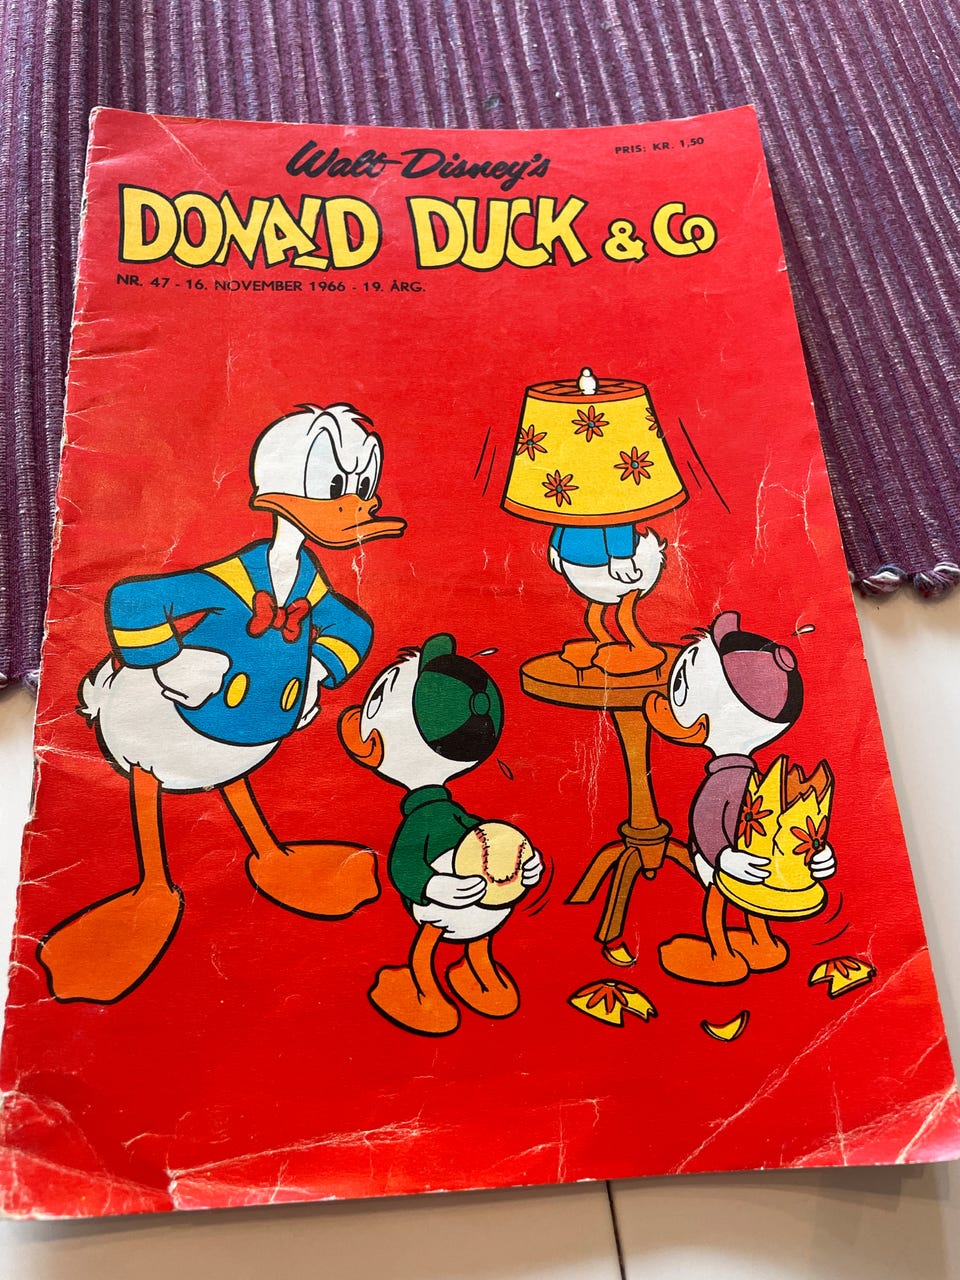 Walt Disney's
PRIS: KR. 1,50
DONALD DUCK & Co
NR. 47 - 16. NOVEMBER 1966 - 19. ÅRG.